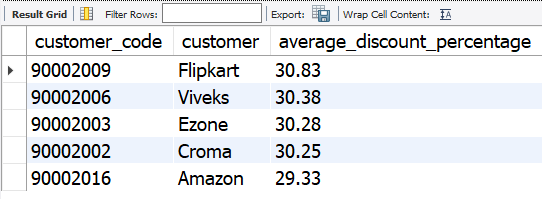 Result Grid Filter Rows: Export: Wrap Cell Content: IA
customer_code customer average_discount_percentage
90002009 Flipkart 30.83
90002006 Viveks 30.38
90002003 Ezone 30.28
90002002 Croma 30.25
90002016 Amazon 29.33